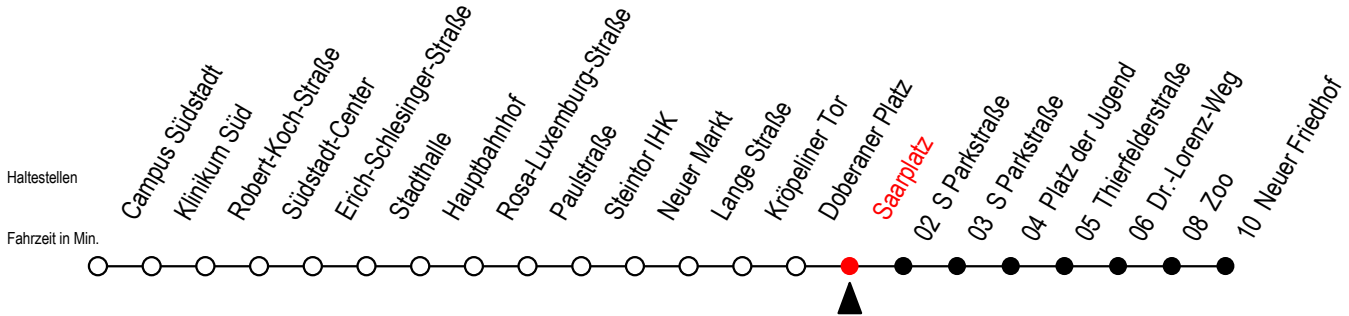 Haltestellen
Fahrzeit in Min.
Campus Südstadt
Klinikum Süd
Robert-Koch-Straße
Südstadt-Center
Erich-Schlesinger-Straße
Stadthalle
Hauptbahnhof
Rosa-Luxemburg-Straße
Paulstraße
Steintor IHK
Neuer Markt
Lange Straße
Kröpeliner Tor
Doberaner Platz
Saarplatz
02 S Parkstraße
03 S Parkstraße
04 Platz der Jugend
05 Thierfelderstraße
06 Dr.-Lorenz-Weg
08 Zoo
10 Neuer Friedhof